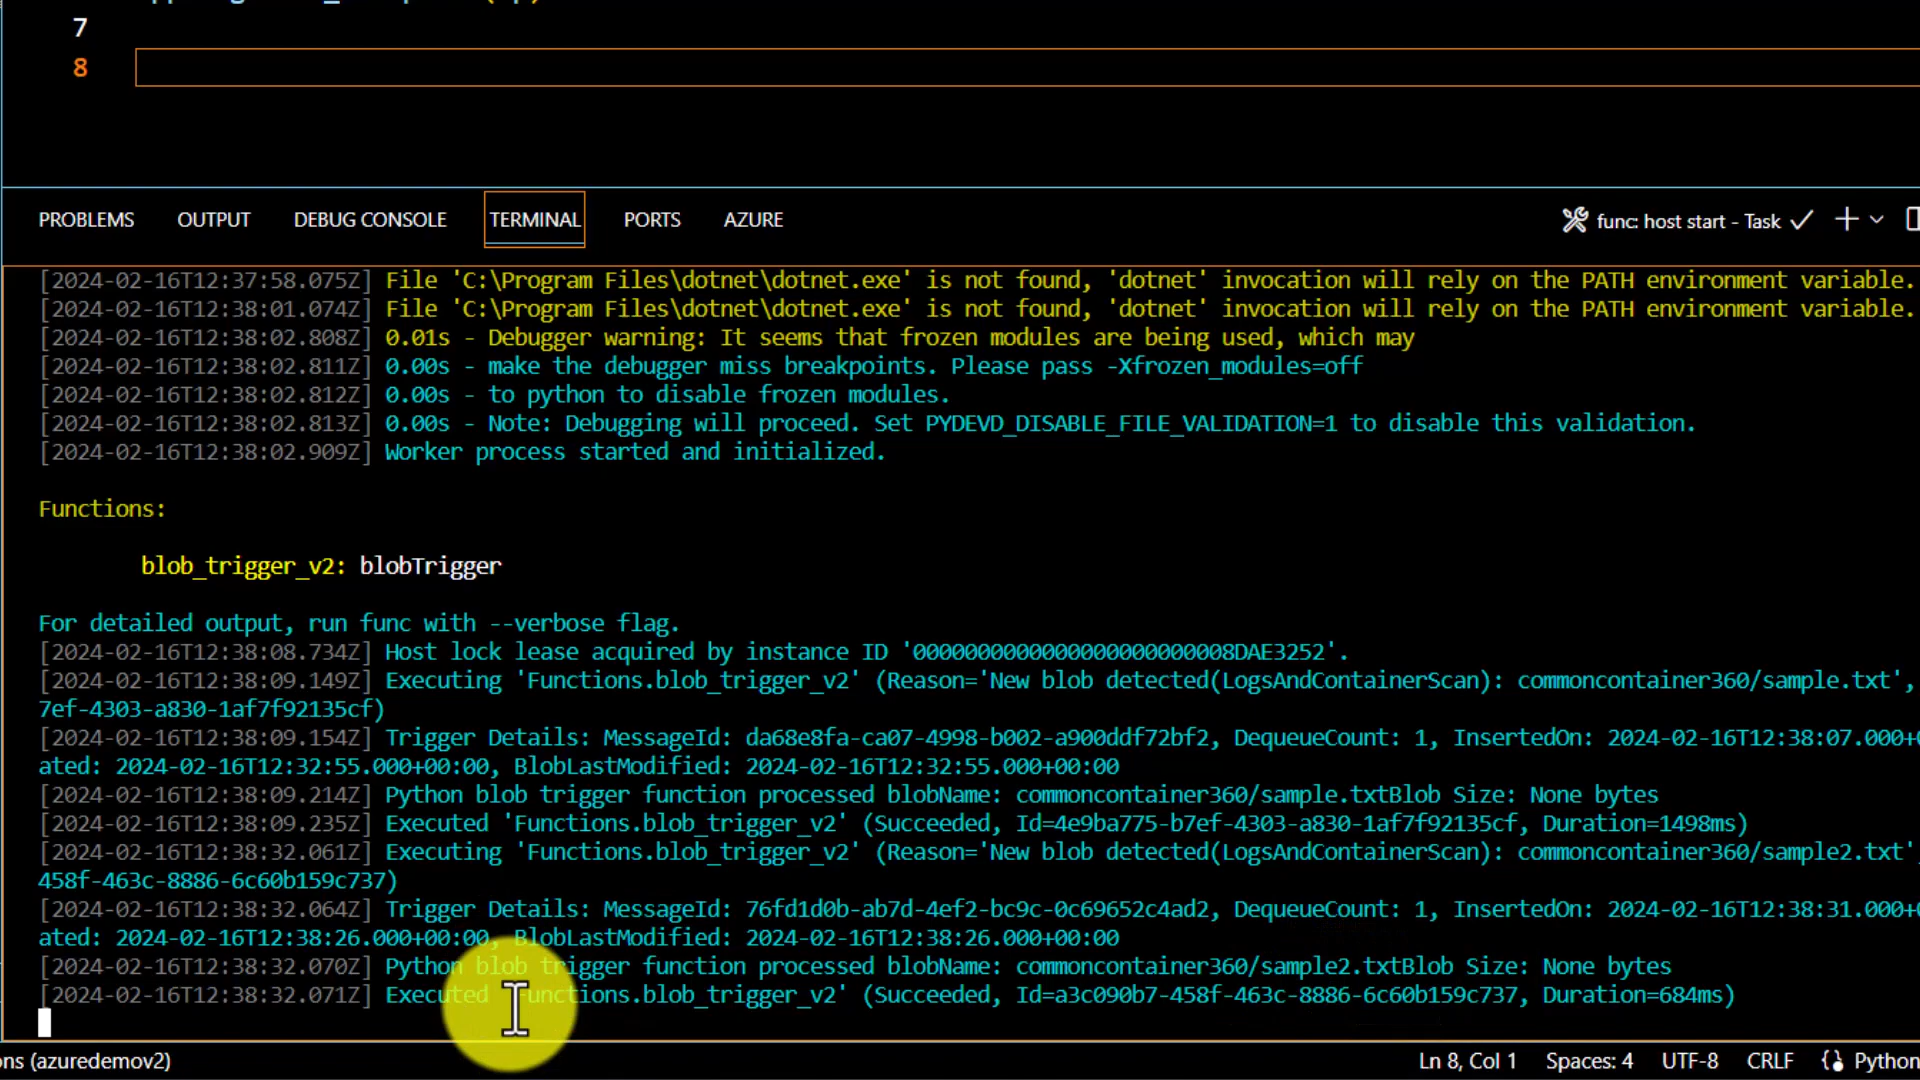 7
8
PROBLEMS OUTPUT DEBUG CONSOLE TERMINAL PORTS AZURE func: host start - Task
[2024-02-16T12:37:58.075Z] File 'C:\Program Files\dotnet\dotnet.exe' is not found, 'dotnet' invocation will rely on the PATH environment variable.
[2024-02-16T12:38:01.074Z] File 'C:\Program Files\dotnet\dotnet.exe' is not found, 'dotnet' invocation will rely on the PATH environment variable.
[2024-02-16T12:38:02.808Z] 0.01s - Debugger warning: It seems that frozen modules are being used, which may
[2024-02-16T12:38:02.811Z] 0.00s - make the debugger miss breakpoints. Please pass -Xfrozen_modules=off
[2024-02-16T12:38:02.812Z] 0.00s - to python to disable frozen modules.
[2024-02-16T12:38:02.813Z] 0.00s - Note: Debugging will proceed. Set PYDEVD_DISABLE_FILE_VALIDATION=1 to disable this validation.
[2024-02-16T12:38:02.909Z] Worker process started and initialized.
Functions:
blob_trigger_v2: blobTrigger
For detailed output, run func with --verbose flag.
[2024-02-16T12:38:08.734Z] Host lock lease acquired by instance ID '0000000000000000000000008DAE3252'.
[2024-02-16T12:38:09.149Z] Executing 'Functions.blob_trigger_v2' (Reason='New blob detected(LogsAndContainerScan): commoncontainer360/sample.txt',
7ef-4303-a830-1af7f92135cf)
[2024-02-16T12:38:09.154Z] Trigger Details: MessageId: da68e8fa-ca07-4998-b002-a900ddf72bf2, DequeueCount: 1, InsertedOn: 2024-02-16T12:38:07.000+
ated: 2024-02-16T12:32:55.000+00:00, BlobLastModified: 2024-02-16T12:32:55.000+00:00
[2024-02-16T12:38:09.214Z] Python blob trigger function processed blobName: commoncontainer360/sample.txtBlob Size: None bytes
[2024-02-16T12:38:09.235Z] Executed 'Functions.blob_trigger_v2' (Succeeded, Id=4e9ba775-b7ef-4303-a830-1af7f92135cf, Duration=1498ms)
[2024-02-16T12:38:32.061Z] Executing 'Functions.blob_trigger_v2' (Reason='New blob detected(LogsAndContainerScan): commoncontainer360/sample2.txt'
458f-463c-8886-6c60b159c737)
[2024-02-16T12:38:32.064Z] Trigger Details: MessageId: 76fd1d0b-ab7d-4ef2-bc9c-0c69652c4ad2, DequeueCount: 1, InsertedOn: 2024-02-16T12:38:31.000+
ated: 2024-02-16T12:38:26.000+00:00, BlobLastModified: 2024-02-16T12:38:26.000+00:00
[2024-02-16T12:38:32.070Z] Python blob trigger function processed blobName: commoncontainer360/sample2.txtBlob Size: None bytes
[2024-02-16T12:38:32.071Z] Executed 'Functions.blob_trigger_v2' (Succeeded, Id=a3c090b7-458f-463c-8886-6c60b159c737, Duration=684ms)
ons (azuredemov2) Ln 8, Col 1 Spaces: 4 UTF-8 CRLF Python